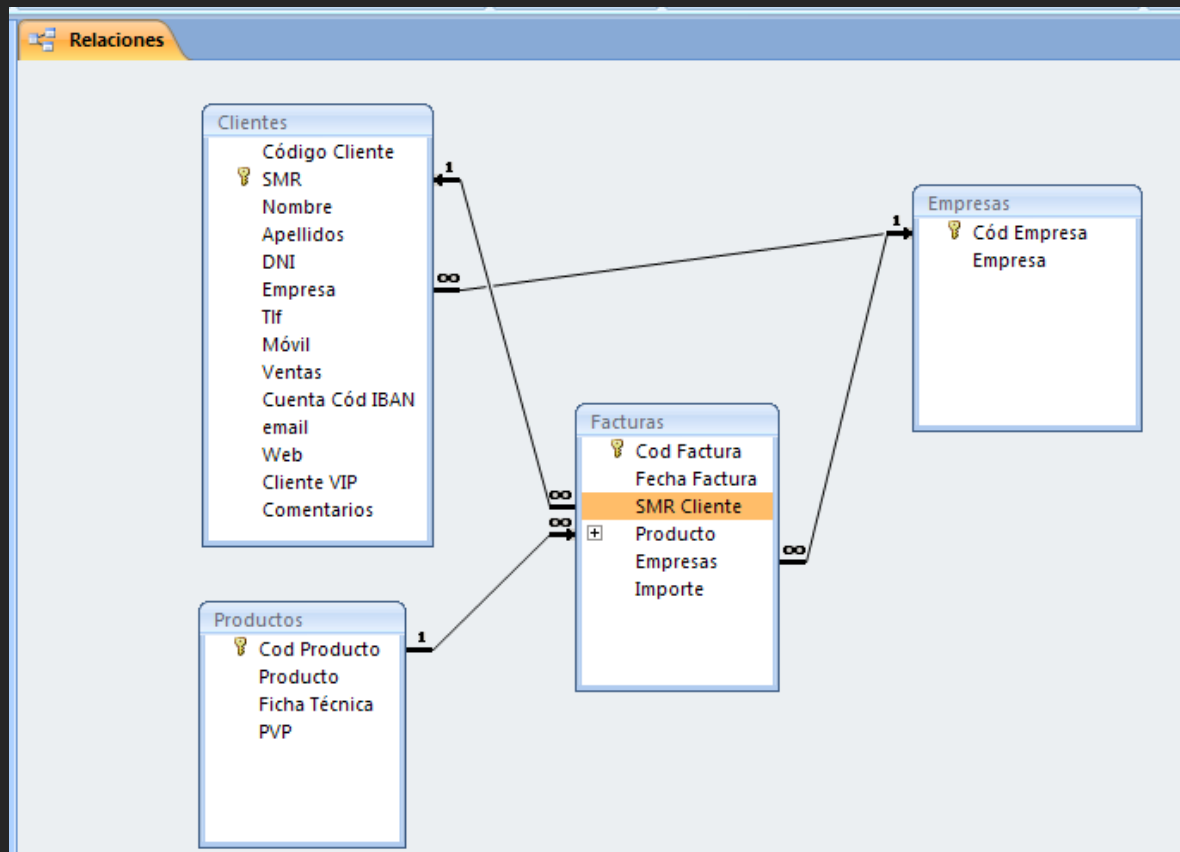 Relaciones
Clientes
Código Cliente
SMR
Nombre
Apellidos
DNI
Empresa
Tlf
Móvil
Ventas
Cuenta Cód IBAN
email
Web
Cliente VIP
Comentarios
1
∞
Empresas
1
Cód Empresa
Empresa
Facturas
Cod Factura
Fecha Factura
∞
SMR Cliente
∞
Producto
Empresas
∞
Importe
Productos
Cod Producto
1
Producto
Ficha Técnica
PVP